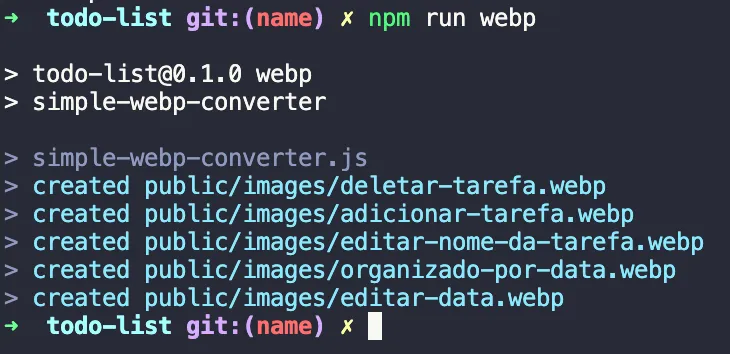 ➜  todo-list git:(name) ✗ npm run webp
> todo-list@0.1.0 webp
> simple-webp-converter
> simple-webp-converter.js
> created public/images/deletar-tarefa.webp
> created public/images/adicionar-tarefa.webp
> created public/images/editar-nome-da-tarefa.webp
> created public/images/organizado-por-data.webp
> created public/images/editar-data.webp
➜  todo-list git:(name) ✗